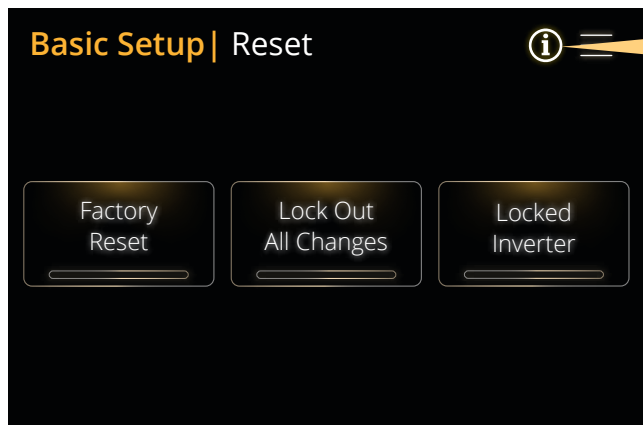 Basic Setup| Reset
Factory
Reset
Lock Out
All Changes
Locked
Inverter